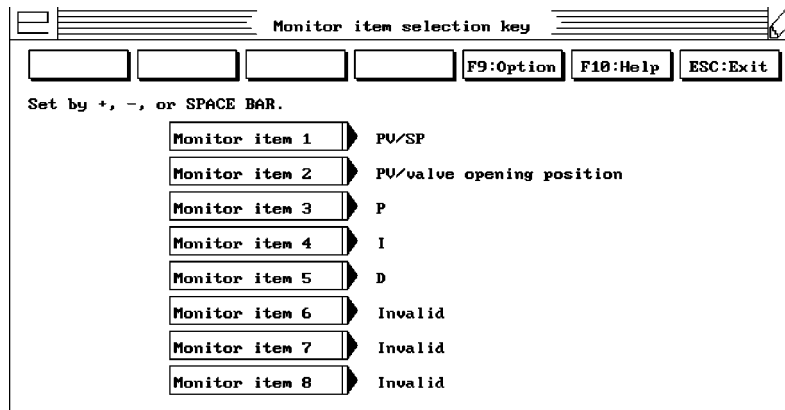 Monitor item selection key
F9:Option F10:Help ESC:Exit
Set by +, -, or SPACE BAR.
Monitor item 1 PV/SP
Monitor item 2 PV/valve opening position
Monitor item 3 P
Monitor item 4 I
Monitor item 5 D
Monitor item 6 Invalid
Monitor item 7 Invalid
Monitor item 8 Invalid